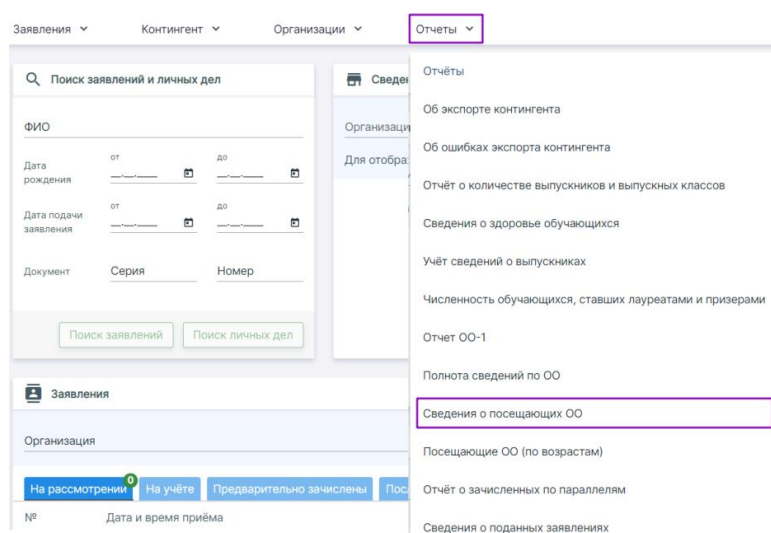 Заявления
Контингент
Организации
Отчеты
Поиск заявлений и личных дел
ФИО
Дата рождения
от
до
Дата подачи заявления
от
до
Документ
Серия
Номер
Поиск заявлений
Поиск личных дел
Организаци
Отчёты
Об экспорте контингента
Об ошибках экспорта контингента
Отчёт о количестве выпускников и выпускных классов
Сведения о здоровье обучающихся
Учёт сведений о выпускниках
Численность обучающихся, ставших лауреатами и призерами
Отчет ОО-1
Полнота сведений по ОО
Сведения о посещающих ОО
Посещающие ОО (по возрастам)
Отчёт о зачисленных по параллелям
Сведения о поданных заявлениях
Заявления
Организация
На рассмотрении
0
На учёте
Предварительно зачислены
Пос
№
Дата и время приёма